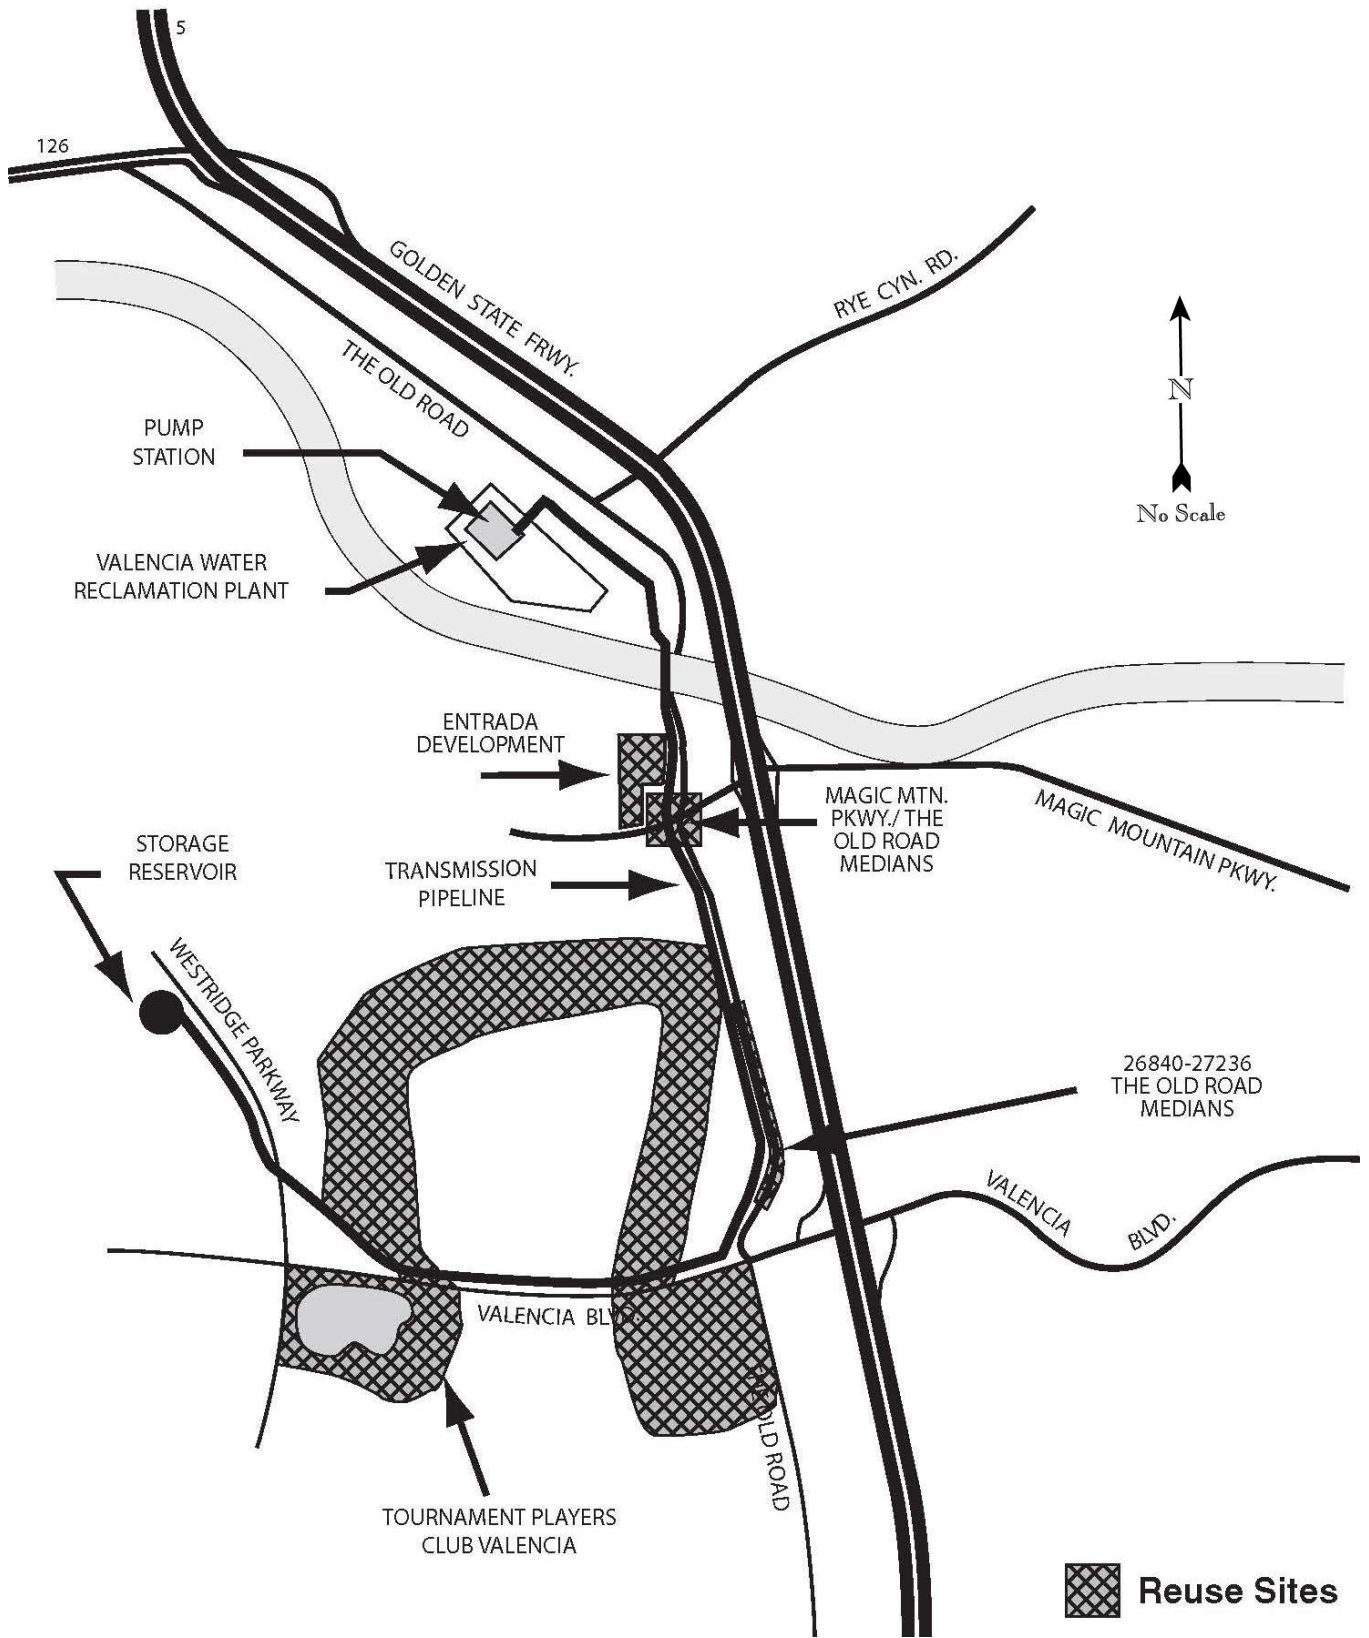 5
126
GOLDEN STATE FRWY.
RYE CYN. RD.
THE OLD ROAD
N
No Scale
PUMP
STATION
VALENCIA WATER
RECLAMATION PLANT
ENTRADA
DEVELOPMENT
MAGIC MTN.
PKWY./ THE
OLD ROAD
MEDIANS
MAGIC MOUNTAIN PKWY.
STORAGE
RESERVOIR
TRANSMISSION
PIPELINE
WESTRIDGE PARKWAY
26840-27236
THE OLD ROAD
MEDIANS
VALENCIA BLVD.
VALENCIA BLVD.
THE OLD ROAD
TOURNAMENT PLAYERS
CLUB VALENCIA
Reuse Sites